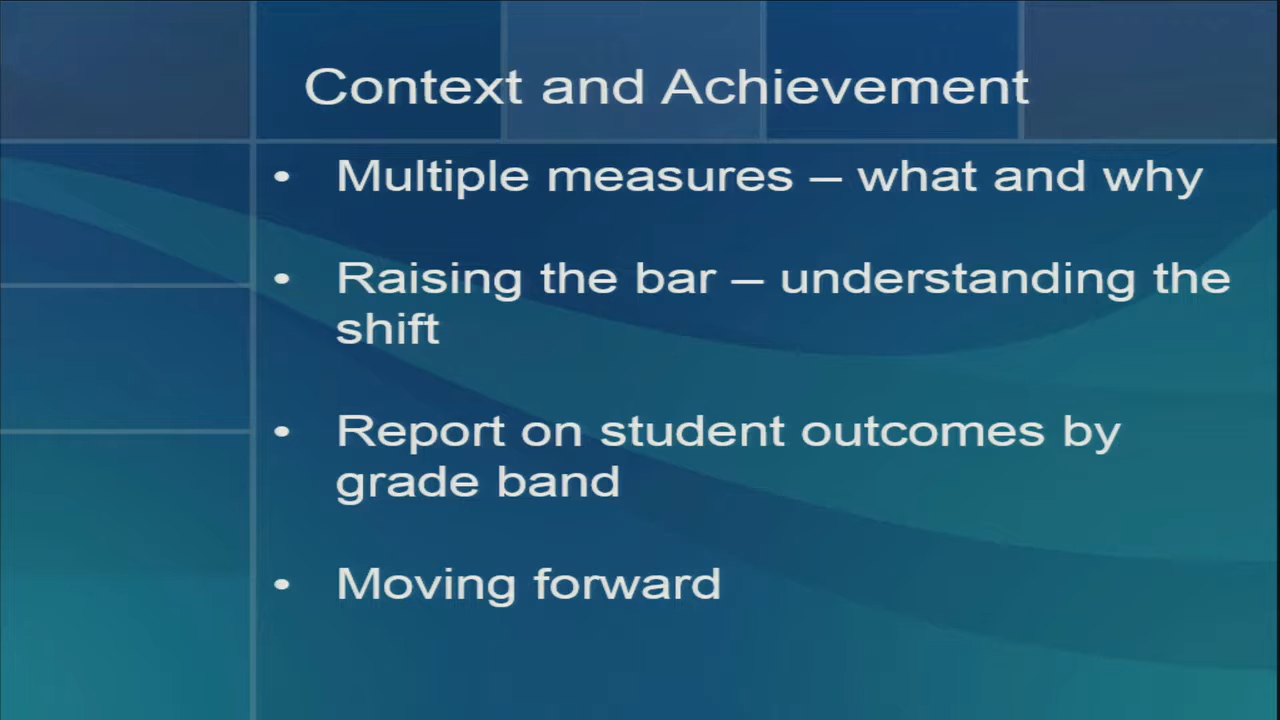 Context and Achievement
• Multiple measures – what and why
• Raising the bar – understanding the
shift
• Report on student outcomes by
grade band
• Moving forward